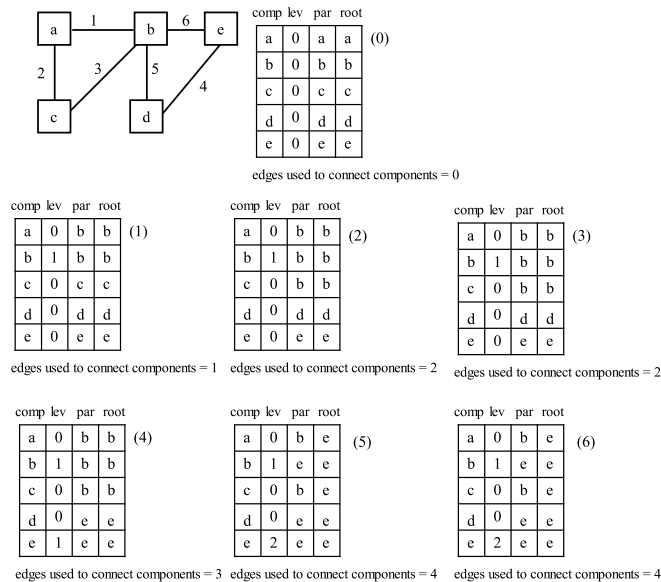 a 1 b 6 e
2 3 5 4
c d
comp lev par root
a 0 a a (0)
b 0 b b
c 0 c c
d 0 d d
e 0 e e
edges used to connect components = 0
comp lev par root
a 0 b b (1)
b 1 b b
c 0 c c
d 0 d d
e 0 e e
edges used to connect components = 1
comp lev par root
a 0 b b (2)
b 1 b b
c 0 b b
d 0 d d
e 0 e e
edges used to connect components = 2
comp lev par root
a 0 b b (3)
b 1 b b
c 0 b b
d 0 d d
e 0 e e
edges used to connect components = 2
comp lev par root
a 0 b b (4)
b 1 b b
c 0 b b
d 0 e e
e 1 e e
edges used to connect components = 3
comp lev par root
a 0 b e (5)
b 1 e e
c 0 b e
d 0 e e
e 2 e e
edges used to connect components = 4
comp lev par root
a 0 b e (6)
b 1 e e
c 0 b e
d 0 e e
e 2 e e
edges used to connect components = 4